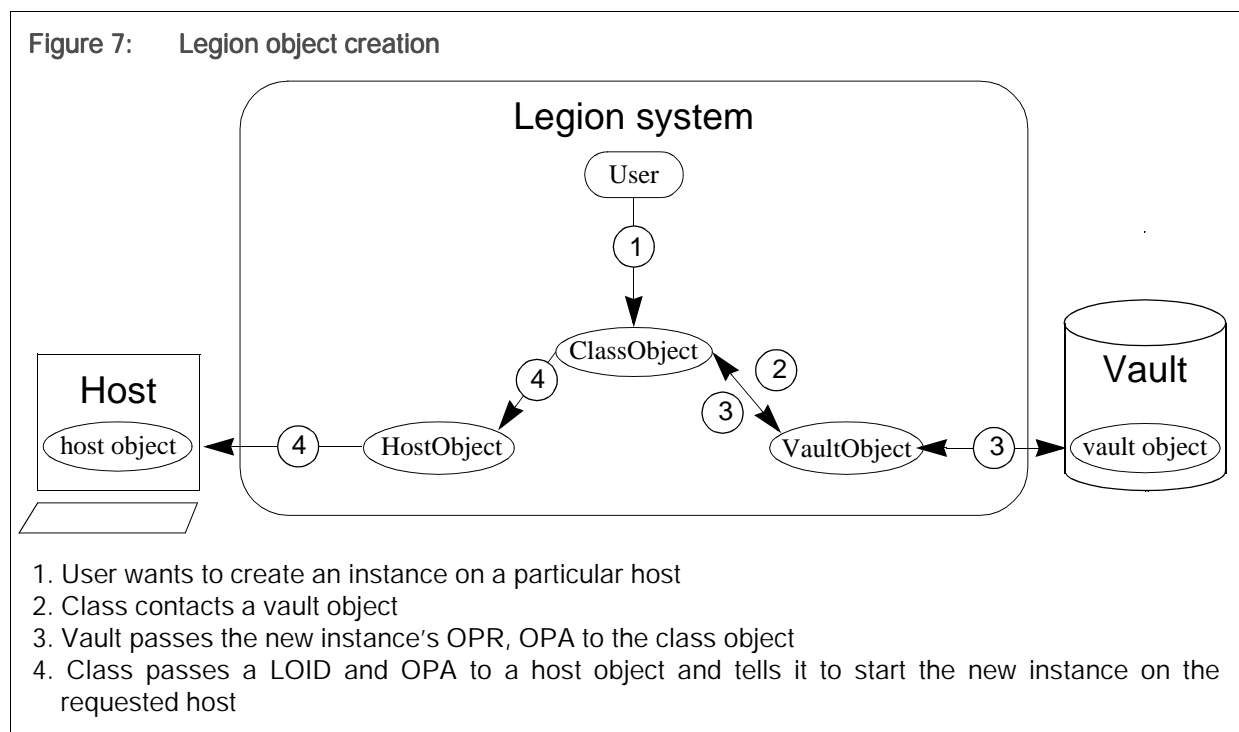 Figure 7: Legion object creation
Legion system
User
1
ClassObject
2
4
3
Host
Vault
host object
4
HostObject
VaultObject
3
vault object
1. User wants to create an instance on a particular host
2. Class contacts a vault object
3. Vault passes the new instance's OPR, OPA to the class object
4. Class passes a LOID and OPA to a host object and tells it to start the new instance on the
requested host